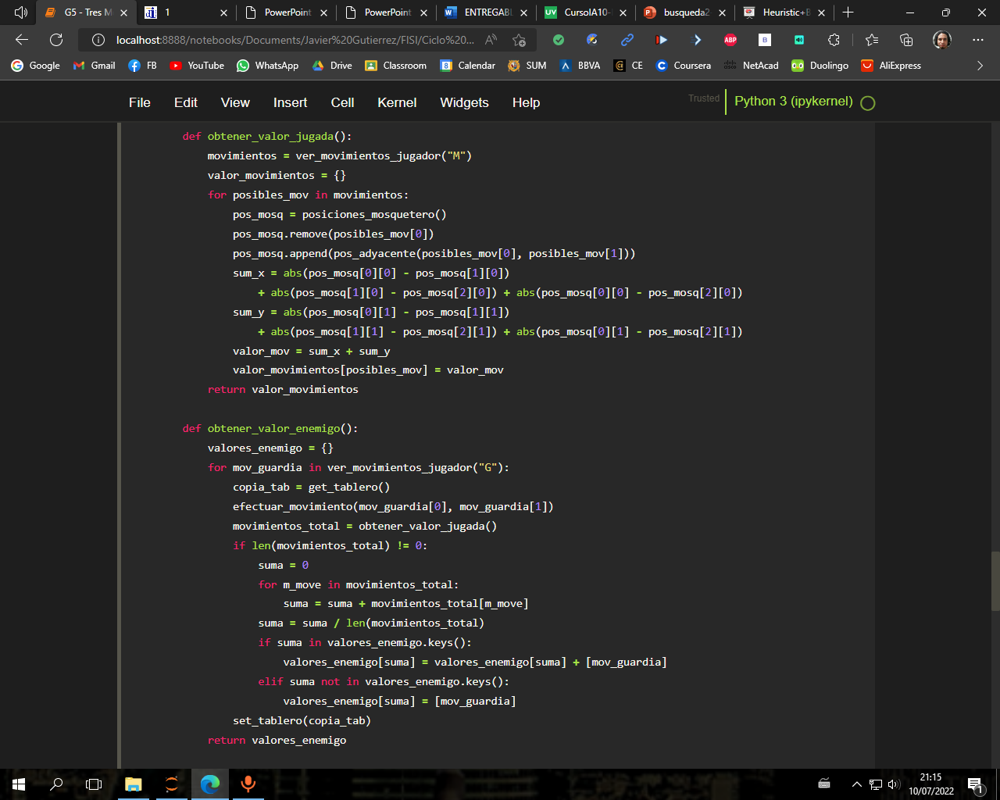 G5 - Tres M
1
PowerPoint
PowerPoint
ENTREGABL
CursoIA10-
busqueda2
Heuristic+B
localhost:8888/notebooks/Documents/Javier%20Gutierrez/FISI/Ciclo%20...
Google
Gmail
FB
YouTube
WhatsApp
Drive
Classroom
Calendar
SUM
BBVA
CE
Coursera
NetAcad
Duolingo
AliExpress
File Edit View Insert Cell Kernel Widgets Help
Trusted
Python 3 (ipykernel)
def obtener_valor_jugada():
movimientos = ver_movimientos_jugador("M")
valor_movimientos = {}
for posibles_mov in movimientos:
pos_mosq = posiciones_mosquetero()
pos_mosq.remove(posibles_mov[0])
pos_mosq.append(pos_adyacente(posibles_mov[0], posibles_mov[1]))
sum_x = abs(pos_mosq[0][0] - pos_mosq[1][0])
+ abs(pos_mosq[1][0] - pos_mosq[2][0]) + abs(pos_mosq[0][0] - pos_mosq[2][0])
sum_y = abs(pos_mosq[0][1] - pos_mosq[1][1])
+ abs(pos_mosq[1][1] - pos_mosq[2][1]) + abs(pos_mosq[0][1] - pos_mosq[2][1])
valor_mov = sum_x + sum_y
valor_movimientos[posibles_mov] = valor_mov
return valor_movimientos
def obtener_valor_enemigo():
valores_enemigo = {}
for mov_guardia in ver_movimientos_jugador("G"):
copia_tab = get_tablero()
efectuar_movimiento(mov_guardia[0], mov_guardia[1])
movimientos_total = obtener_valor_jugada()
if len(movimientos_total) != 0:
suma = 0
for m_move in movimientos_total:
suma = suma + movimientos_total[m_move]
suma = suma / len(movimientos_total)
if suma in valores_enemigo.keys():
valores_enemigo[suma] = valores_enemigo[suma] + [mov_guardia]
elif suma not in valores_enemigo.keys():
valores_enemigo[suma] = [mov_guardia]
set_tablero(copia_tab)
return valores_enemigo
21:15
10/07/2022
1